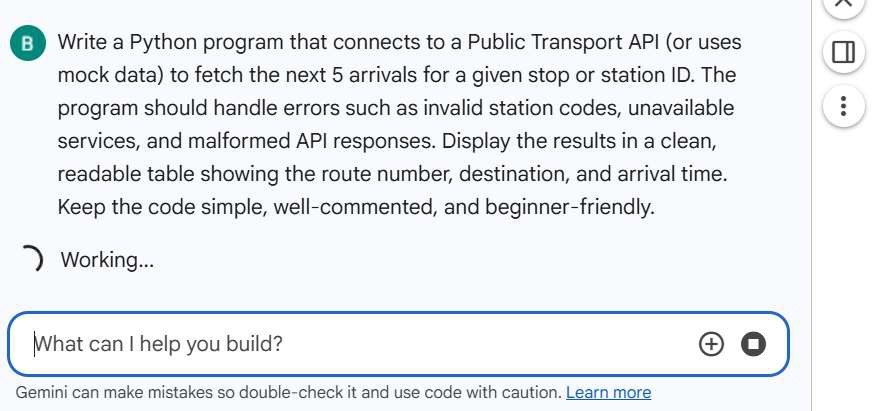 B
Write a Python program that connects to a Public Transport API (or uses
mock data) to fetch the next 5 arrivals for a given stop or station ID. The
program should handle errors such as invalid station codes, unavailable
services, and malformed API responses. Display the results in a clean,
readable table showing the route number, destination, and arrival time.
Keep the code simple, well-commented, and beginner-friendly.
Working...
What can I help you build?
Gemini can make mistakes so double-check it and use code with caution. Learn more